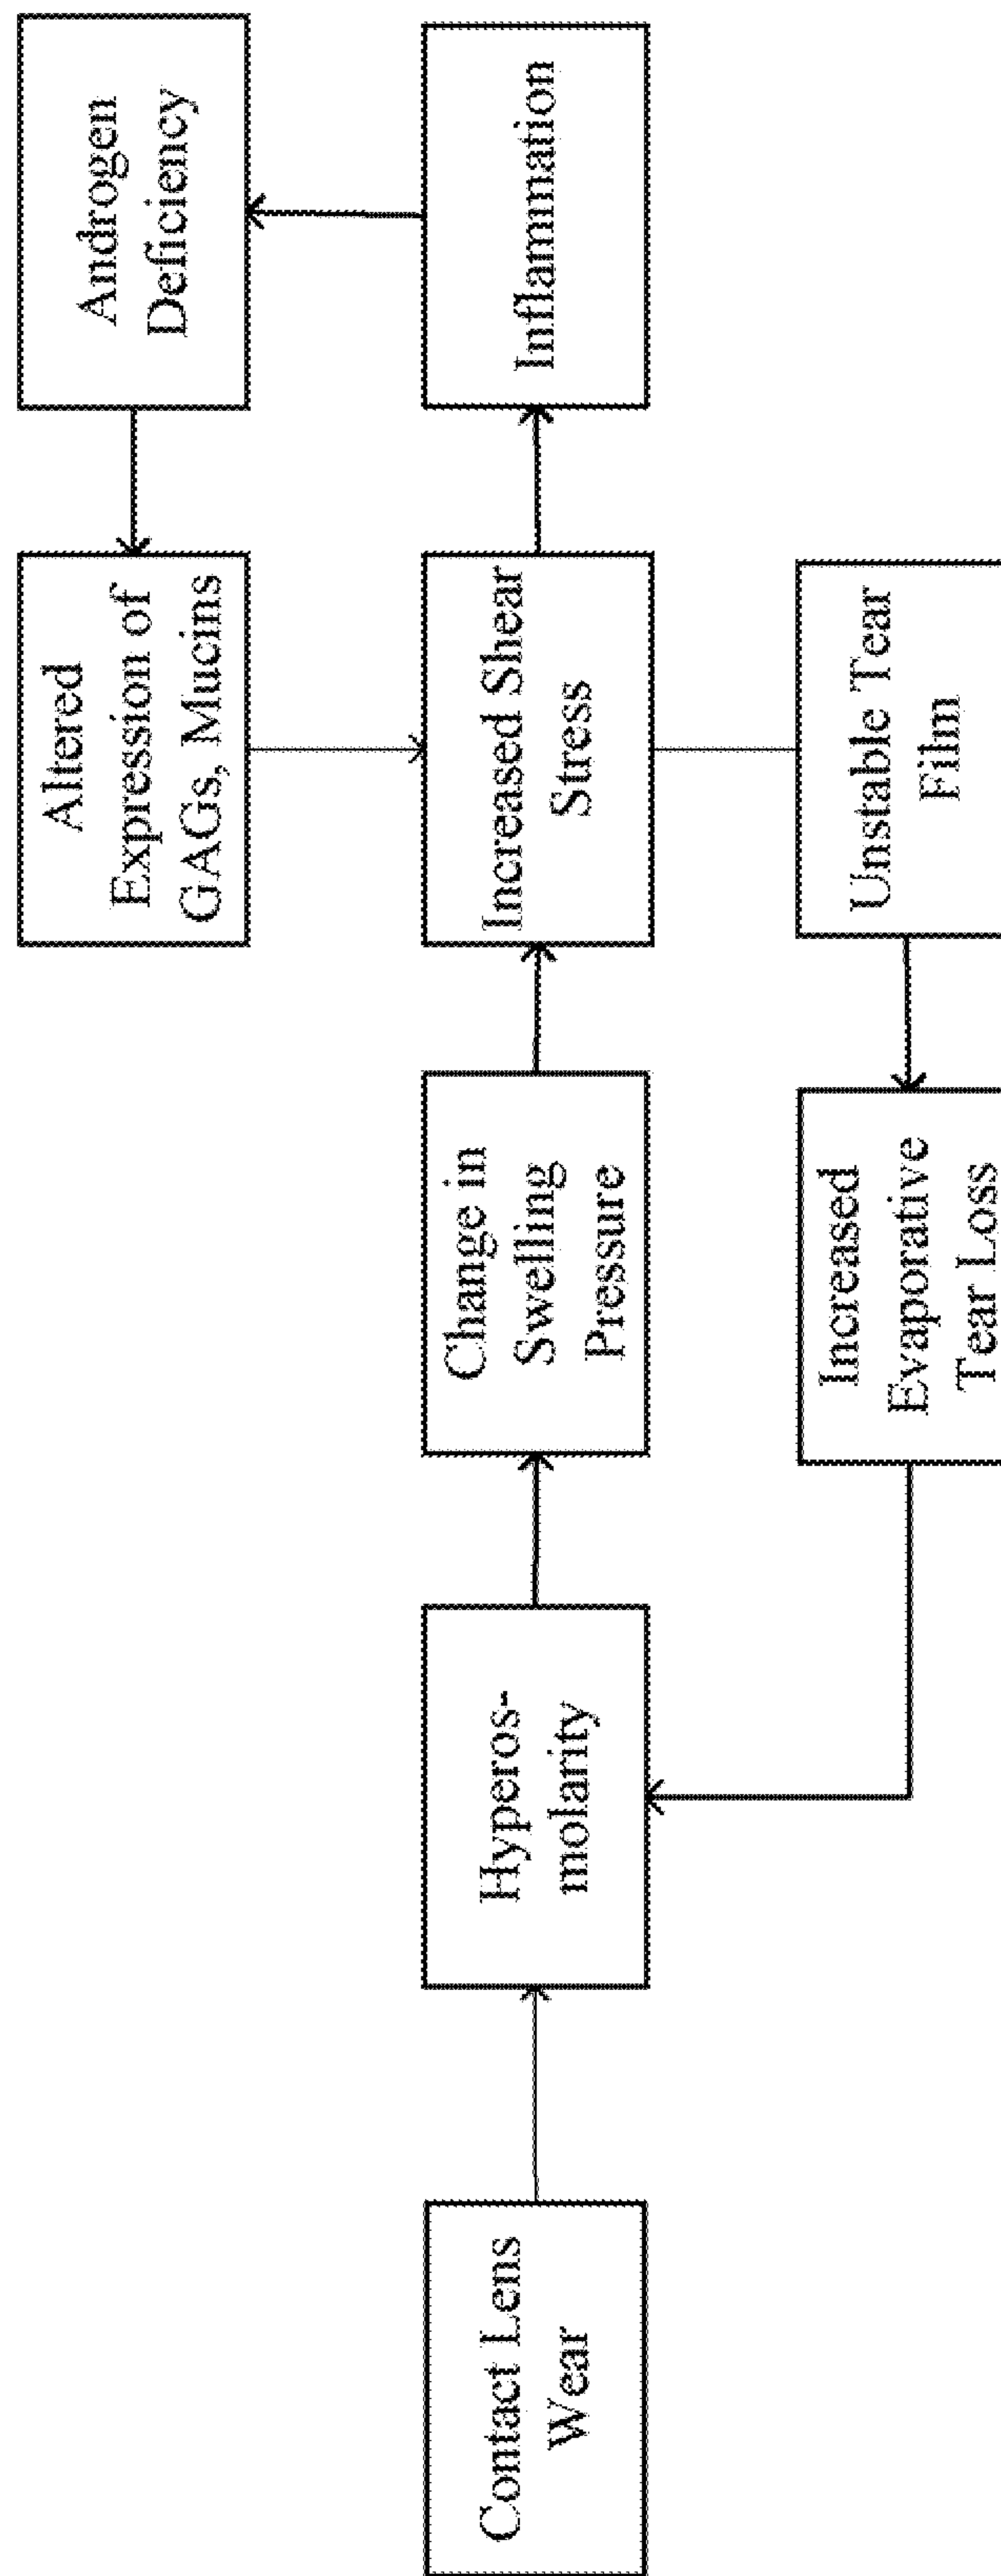 Altered
Expression of
GAGs, Mucins
Androgen
Deficiency
Contact Lens
Wear
Hyperos-
molarity
Change in
Swelling
Pressure
Increased Shear
Stress
Inflammation
Increased
Evaporative
Tear Loss
Unstable Tear
Film